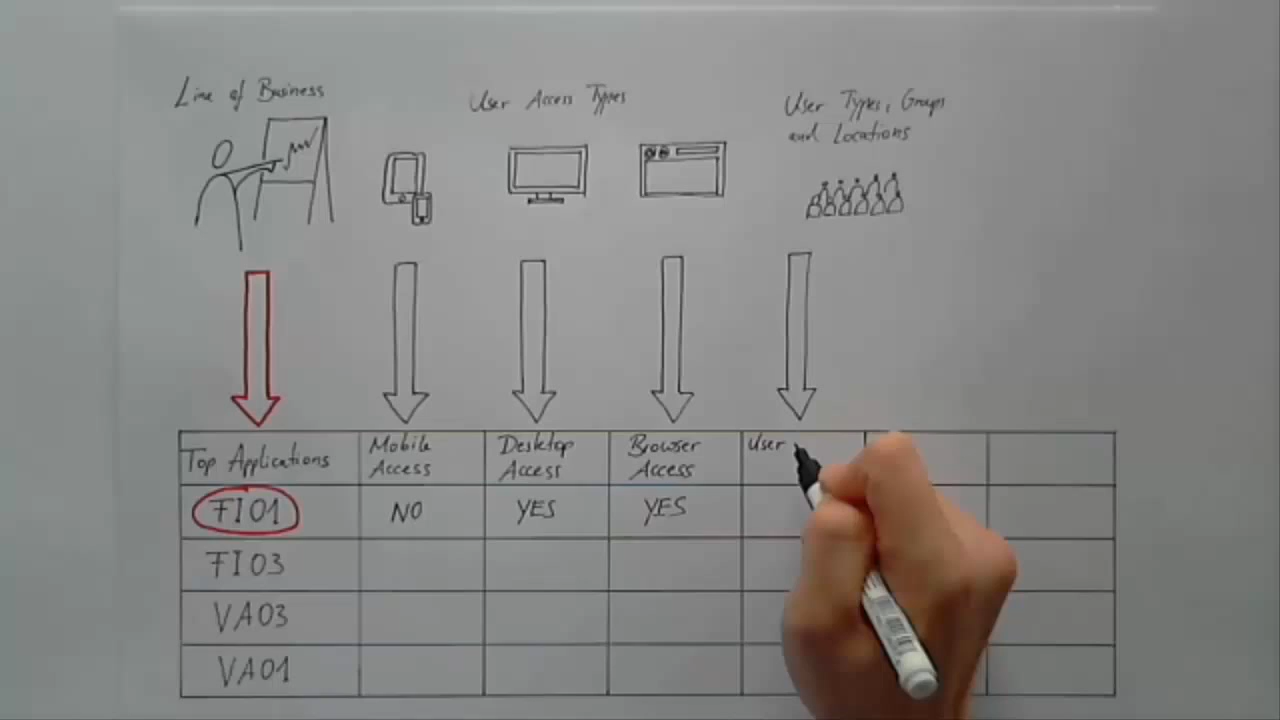 Line of Business
User Access Types
User Types, Groups
and Locations
Top Applications
Mobile
Access
Desktop
Access
Browser
Access
User
FI01
NO
YES
YES
FI03
VA03
VA01